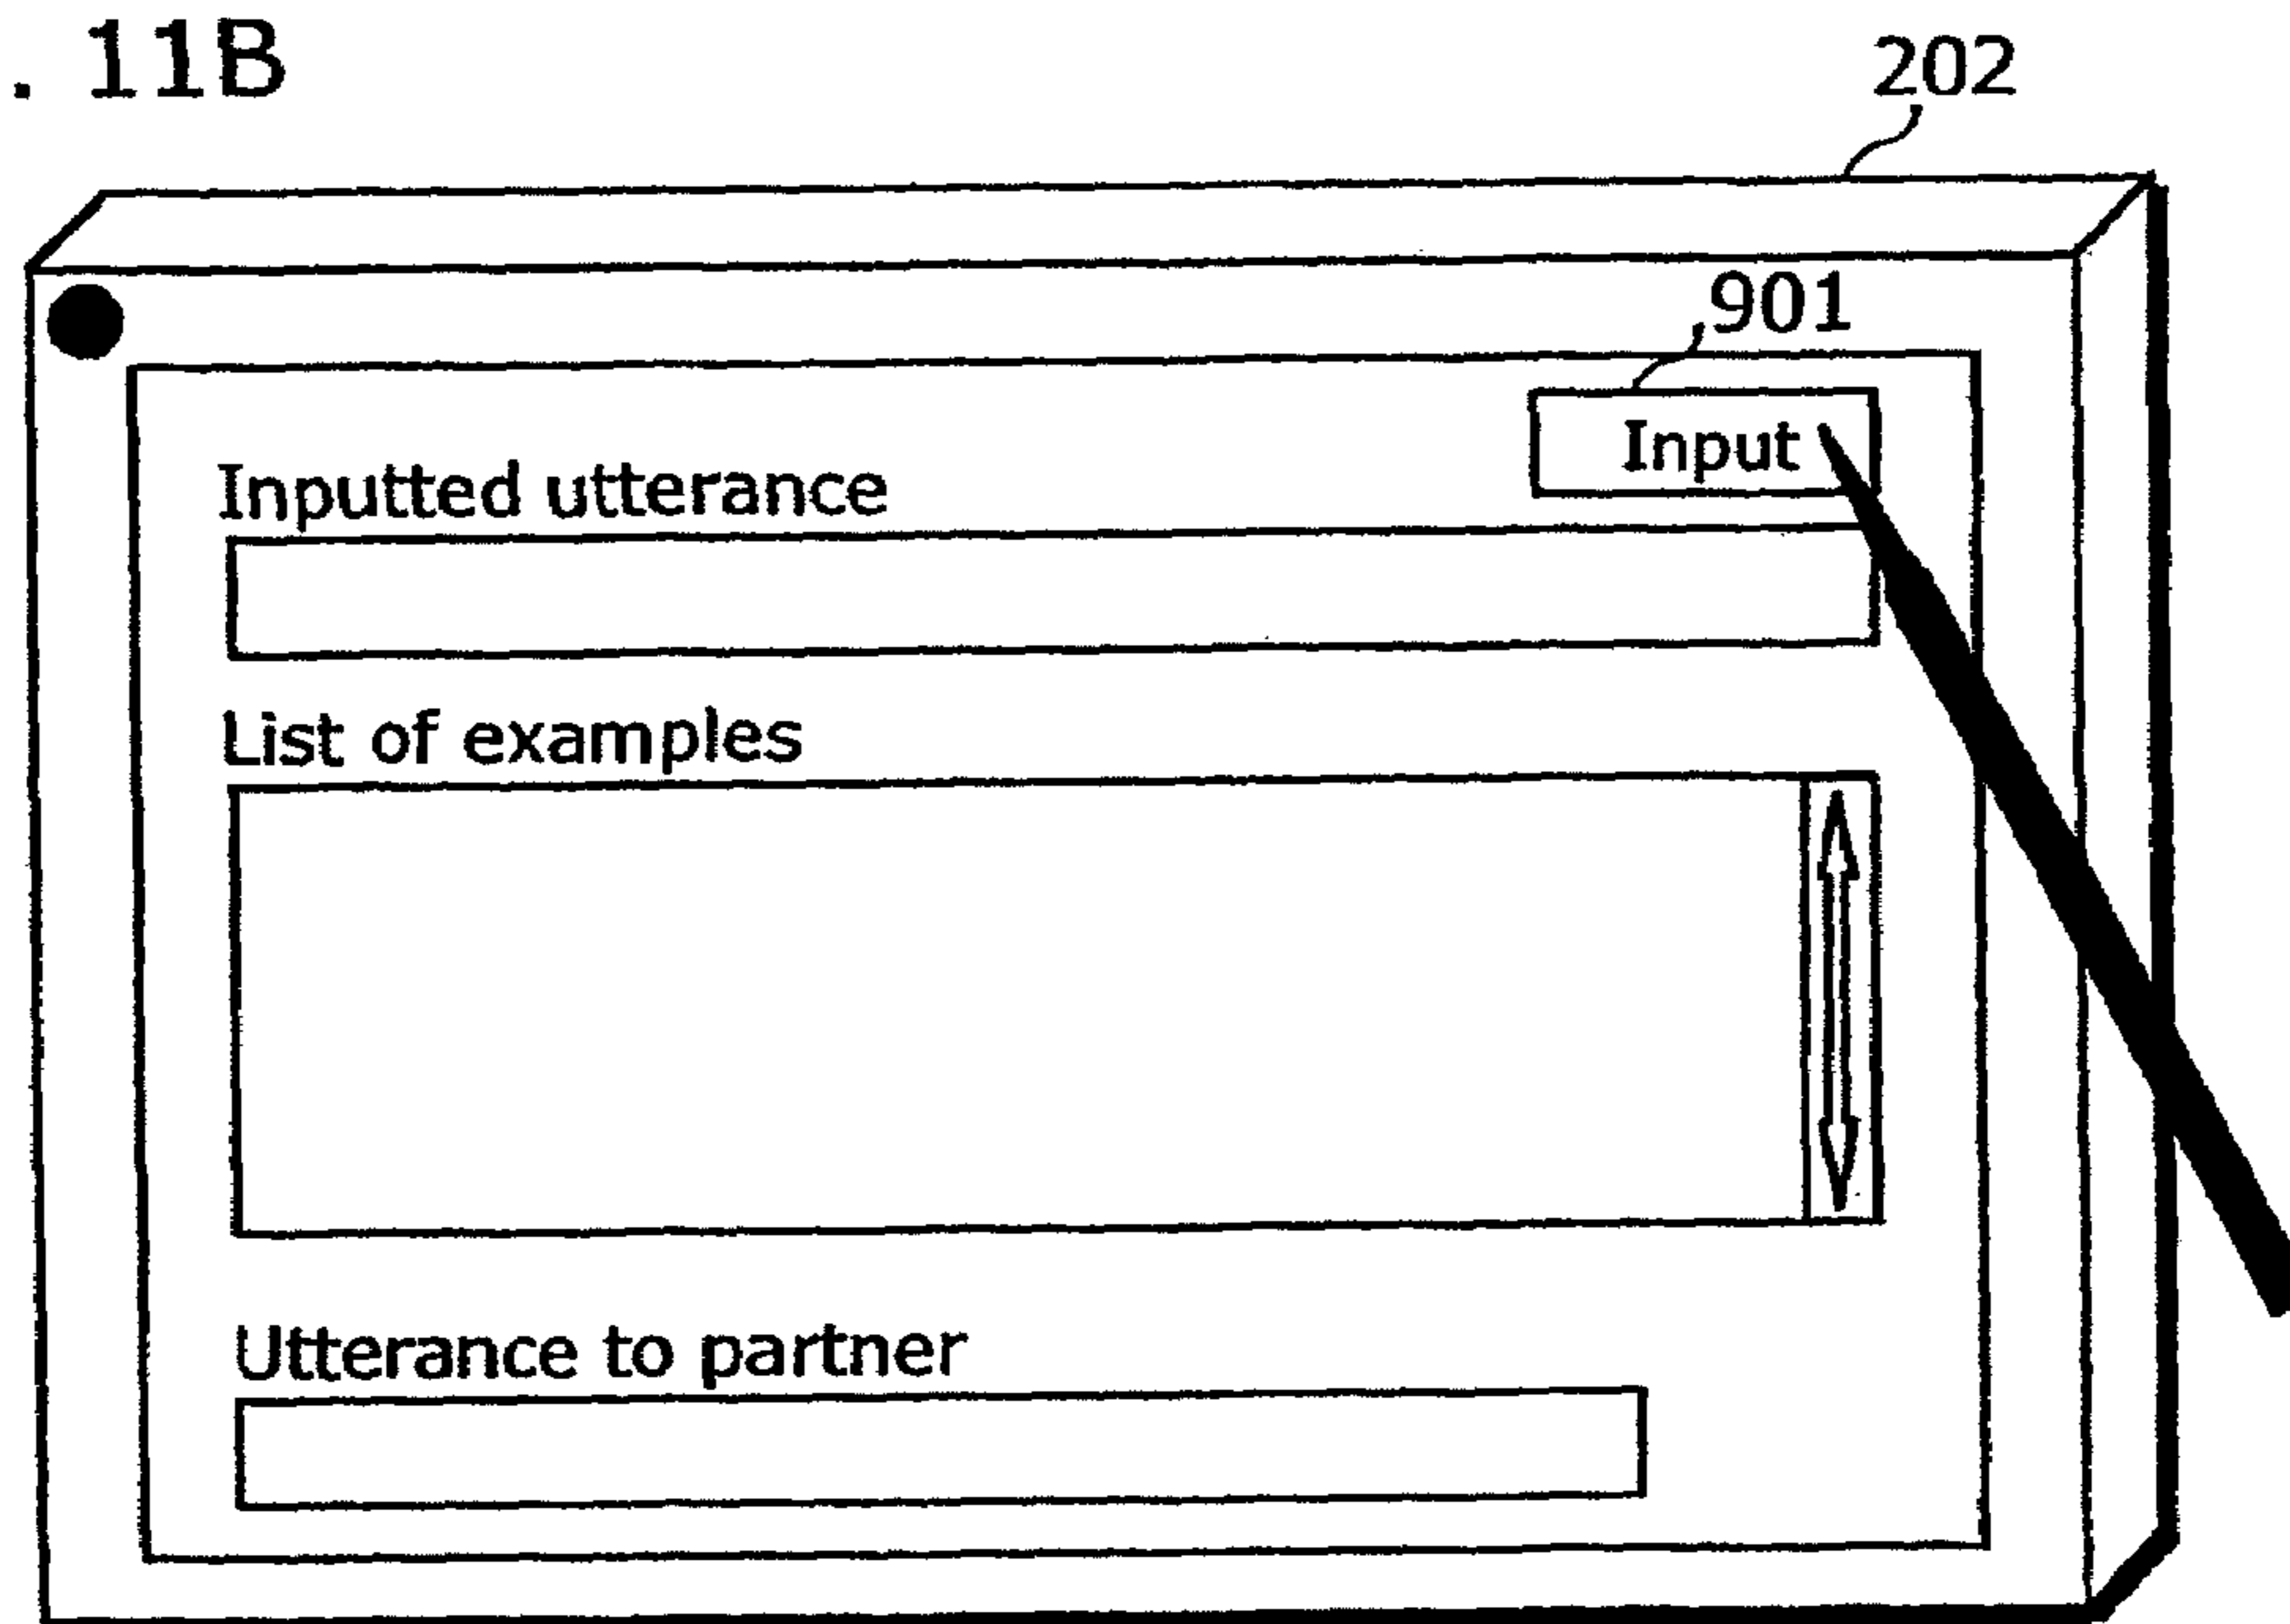 . 11B
202
901
Input
Inputted utterance
List of examples
Utterance to partner